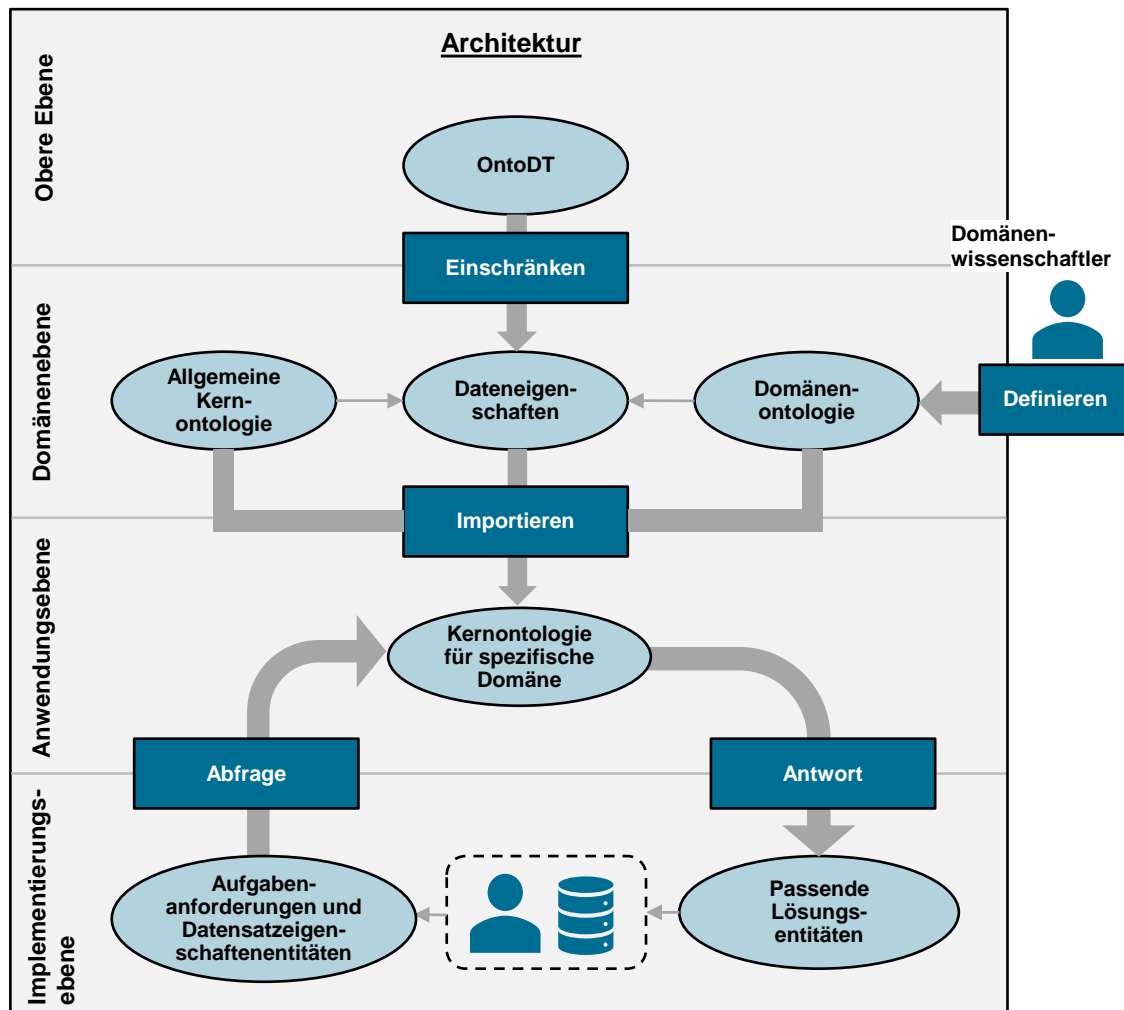 Architektur
Obere Ebene
OntoDT
Einschränken
Domänen-
wissenschaftler
Domänenebene
Allgemeine
Kern-
ontologie
Dateneigen-
schaften
Domänen-
ontologie
Definieren
Importieren
Anwendungsebene
Kernontologie
für spezifische
Domäne
Abfrage
Antwort
Implementierungs-
ebene
Aufgaben-
anforderungen und
Datensatzeigen-
schaftenentitäten
Passende
Lösungs-
entitäten